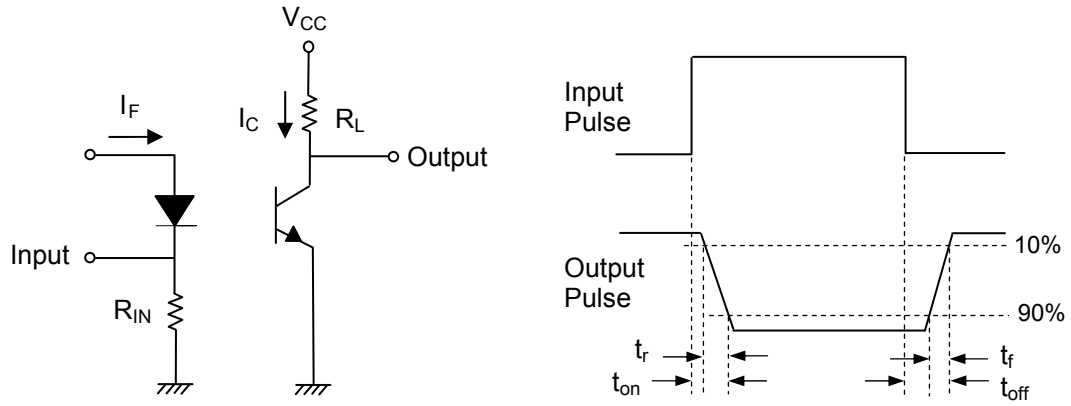 V_CC
I_F
I_C
R_L
Output
Input
R_IN
Input
Pulse
Output
Pulse
10%
90%
t_r
t_f
t_on
t_off